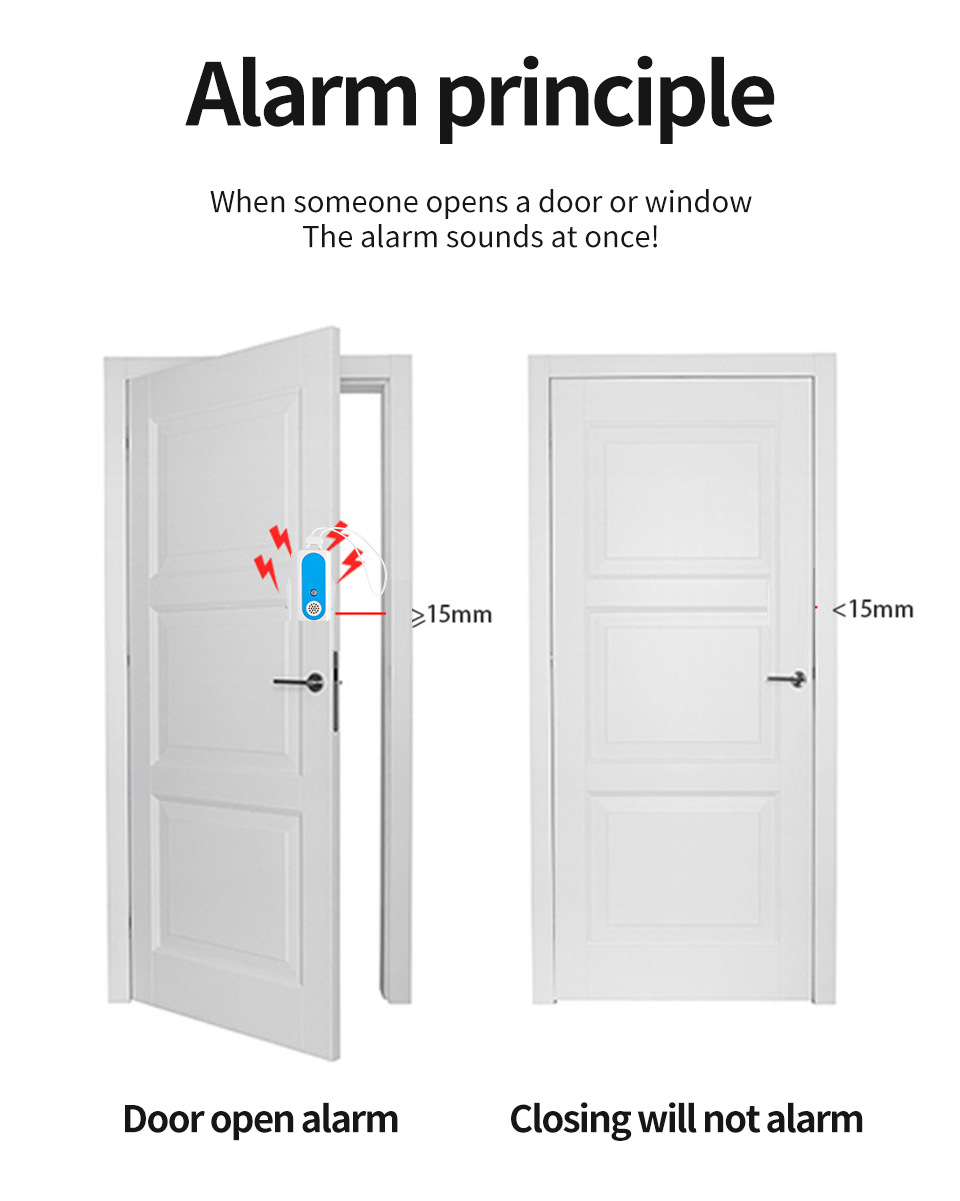 Alarm principle
When someone opens a door or window
The alarm sounds at once!
⩾15mm
<15mm
Door open alarm
Closing will not alarm